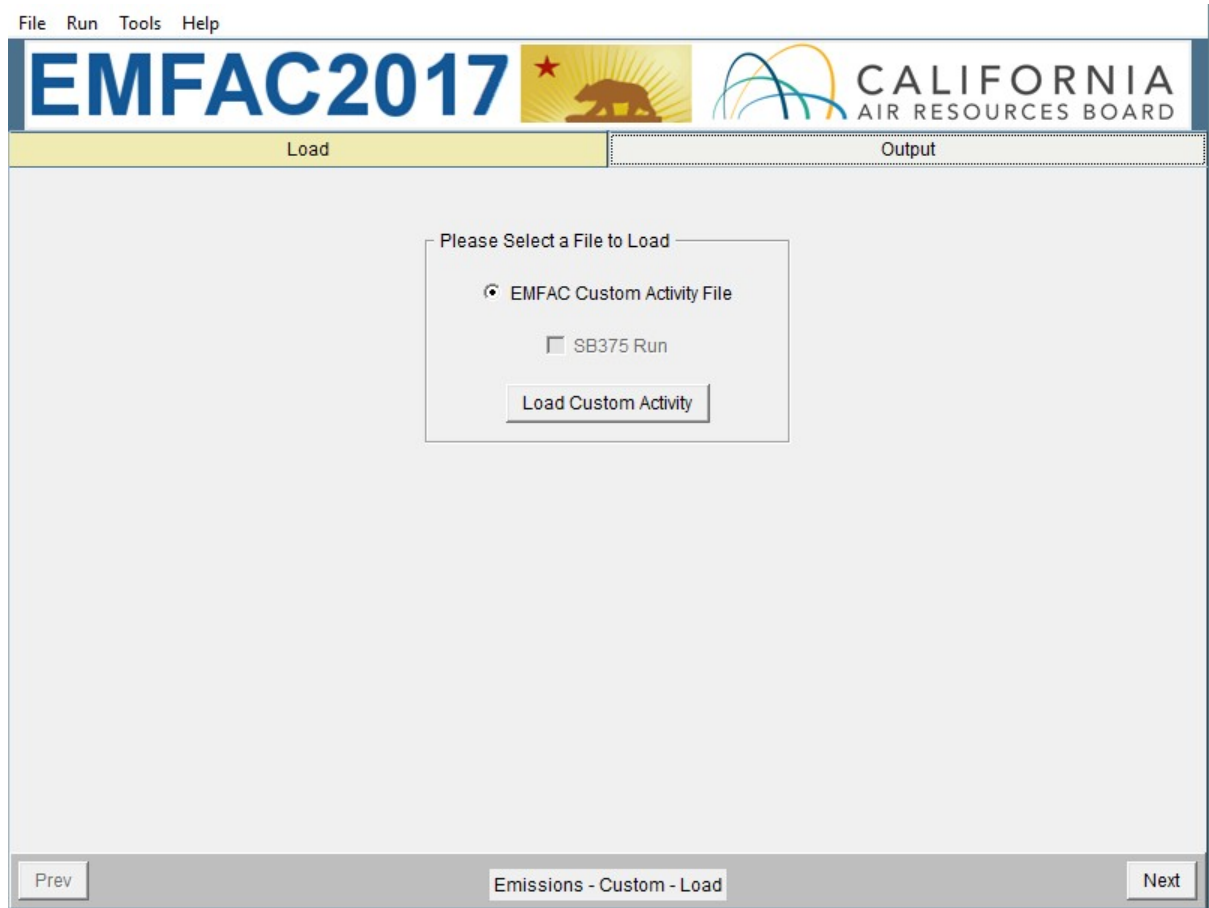 File Run Tools Help
EMFAC2017
CALIFORNIA
AIR RESOURCES BOARD
Load Output
Please Select a File to Load
EMFAC Custom Activity File
SB375 Run
Load Custom Activity
Prev Emissions - Custom - Load Next